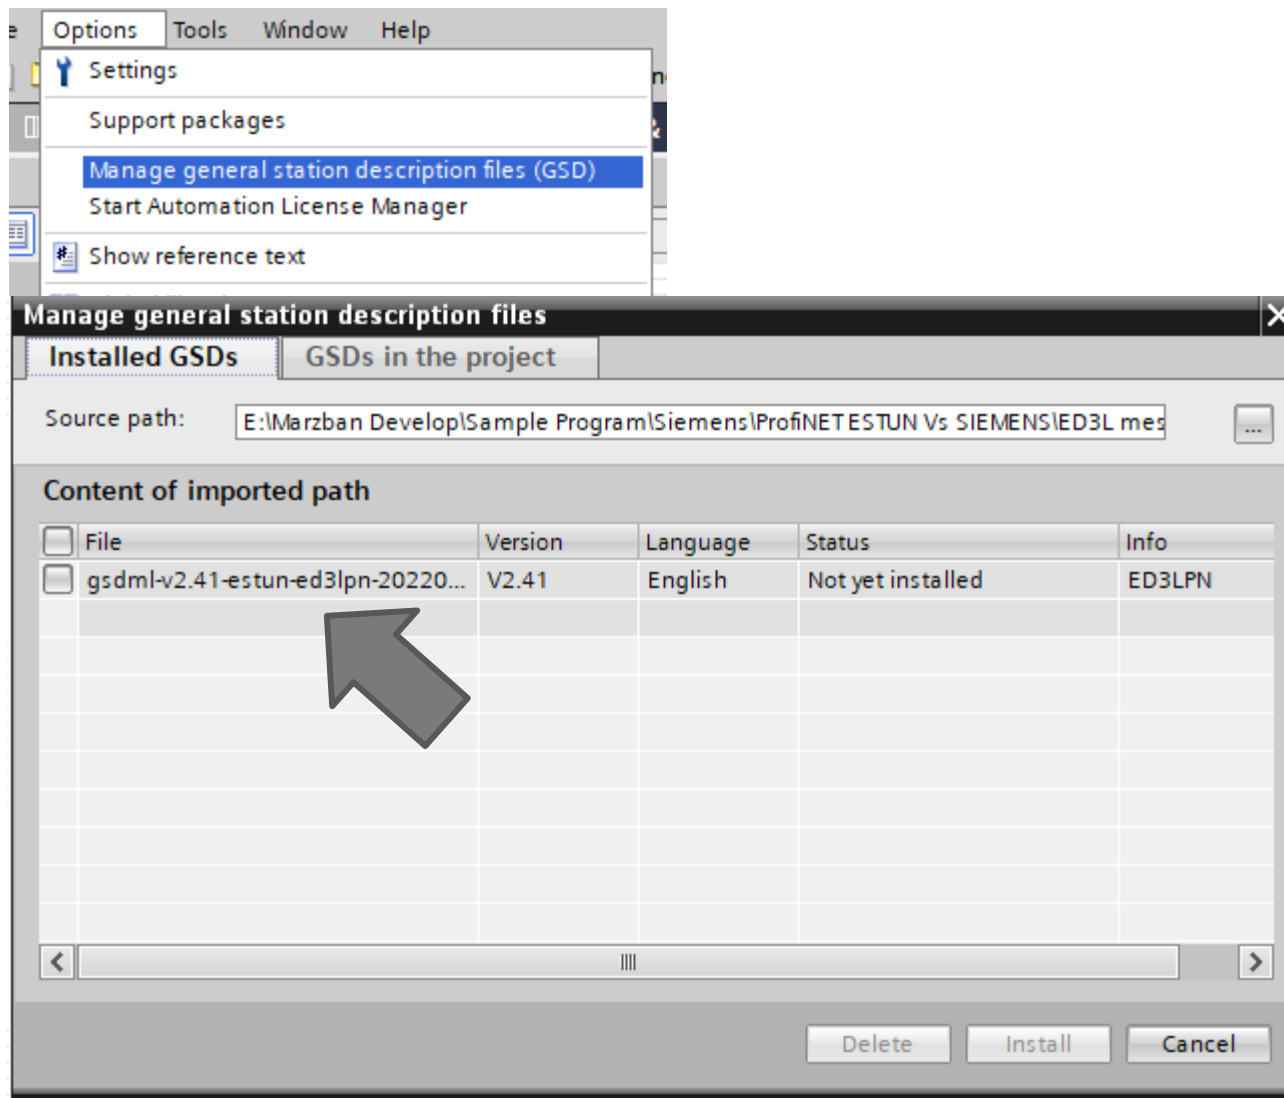 Options Tools Window Help
Settings
Support packages
Manage general station description files (GSD)
Start Automation License Manager
Show reference text
Manage general station description files
Installed GSDs GSDs in the project
Source path: E:\Marzban Develop\Sample Program\Siemens\ProfiNET ESTUN Vs SIEMENS\ED3L mes
...
Content of imported path
File Version Language Status Info
gsdml-v2.41-estun-ed3lpn-20220... V2.41 English Not yet installed ED3LPN
Delete Install Cancel